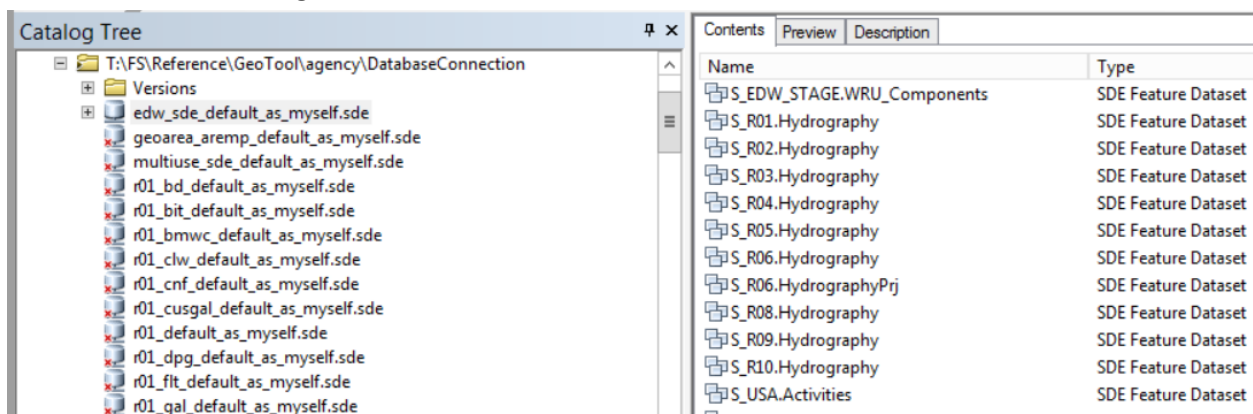 Catalog Tree
T:\FS\Reference\GeoTool\agency\DatabaseConnection
Versions
edw_sde_default_as_myself.sde
geoarea_aremp_default_as_myself.sde
multiuse_sde_default_as_myself.sde
r01_bd_default_as_myself.sde
r01_bit_default_as_myself.sde
r01_bmwc_default_as_myself.sde
r01_clw_default_as_myself.sde
r01_cnf_default_as_myself.sde
r01_cusgal_default_as_myself.sde
r01_default_as_myself.sde
r01_dpg_default_as_myself.sde
r01_flt_default_as_myself.sde
r01_gal_default_as_myself.sde
Contents Preview Description
Name Type
S_EDW_STAGE.WRU_Components SDE Feature Dataset
S_R01.Hydrography SDE Feature Dataset
S_R02.Hydrography SDE Feature Dataset
S_R03.Hydrography SDE Feature Dataset
S_R04.Hydrography SDE Feature Dataset
S_R05.Hydrography SDE Feature Dataset
S_R06.Hydrography SDE Feature Dataset
S_R06.HydrographyPrj SDE Feature Dataset
S_R08.Hydrography SDE Feature Dataset
S_R09.Hydrography SDE Feature Dataset
S_R10.Hydrography SDE Feature Dataset
S_USA.Activities SDE Feature Dataset